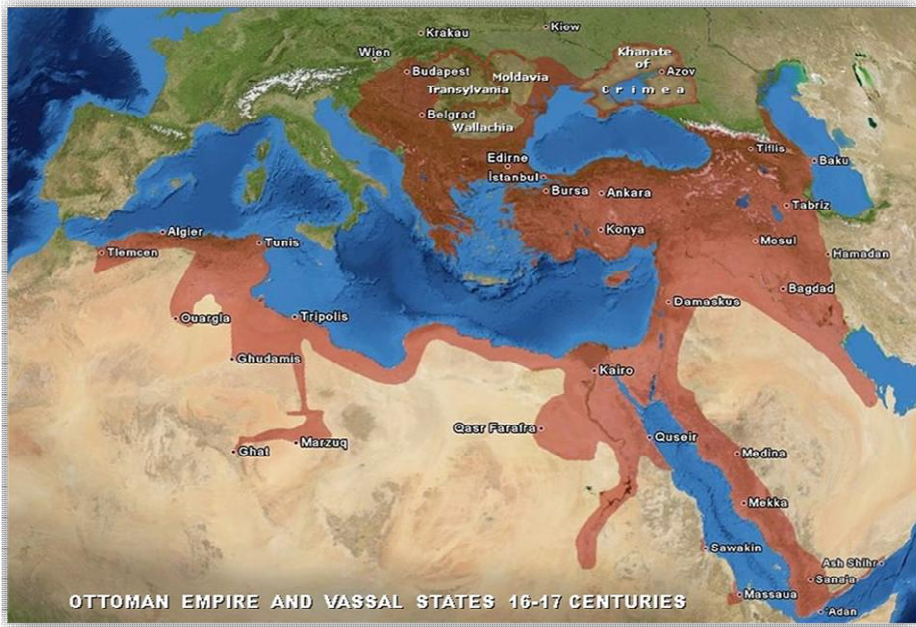 Krakau
Kiow
Wien
Khanate
of
Crimea
Budapest
Moldavia
Azov
Transylvania
Belgrad
Wallachia
Tiflis
Edirne
Baku
Istanbul
Bursa
Ankara
Tabriz
Algier
Tunis
Konya
Mosul
Tlemcen
Hamadan
Bagdad
Damaskus
Ouargla
Tripolis
Ghudamis
Kairo
Qasr Farafra
Quseir
Marzuq
Ghat
Medina
Mekka
Sawakin
Ash Shihr
Sana'a
Massaua
'Adan
OTTOMAN EMPIRE AND VASSAL STATES 16-17 CENTURIES